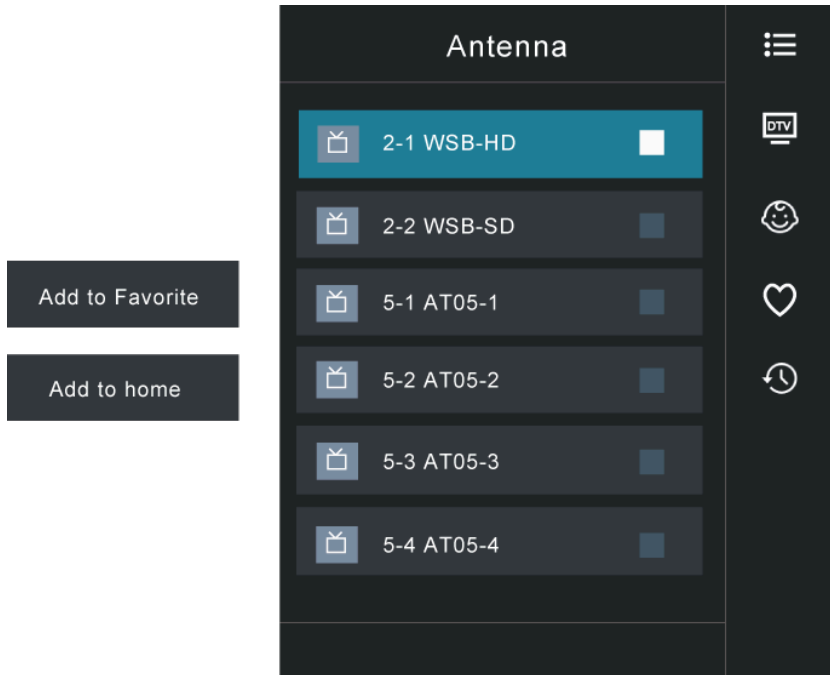 Antenna
DTV
2-1 WSB-HD
2-2 WSB-SD
5-1 AT05-1
5-2 AT05-2
5-3 AT05-3
5-4 AT05-4
Add to Favorite
Add to home